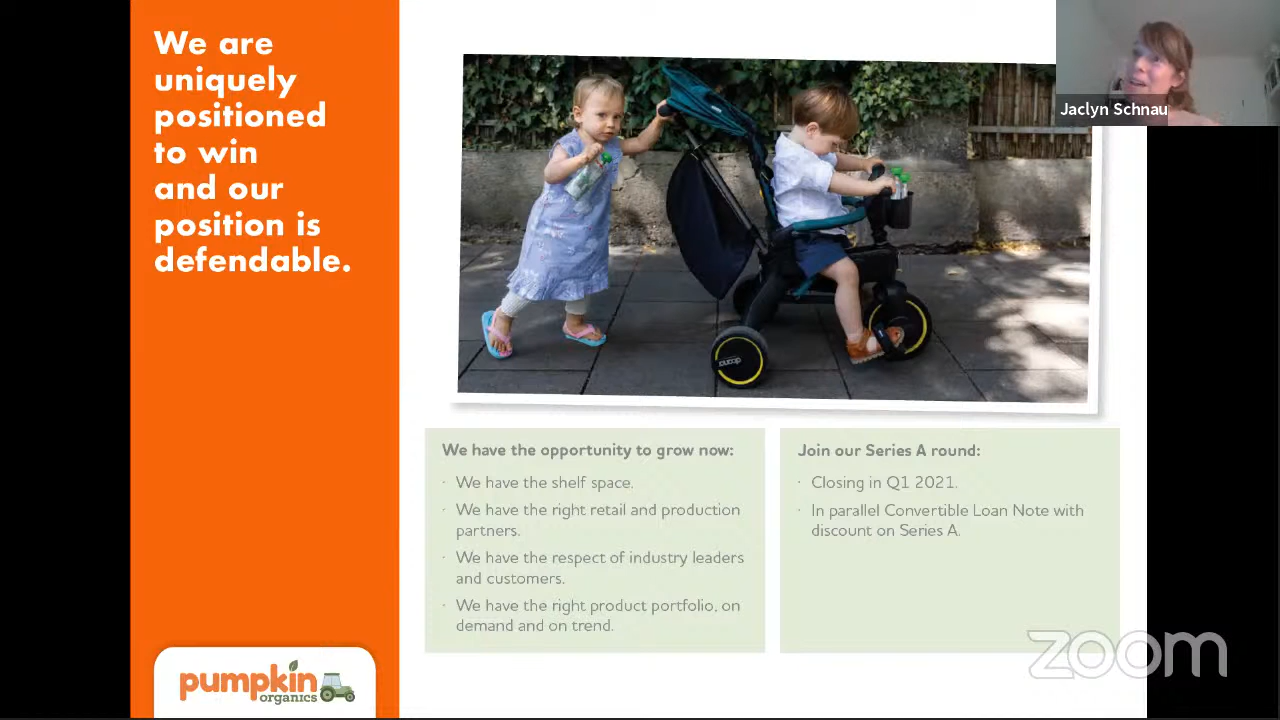 We are
uniquely
positioned
to win
and our
position is
defendable.
Jaclyn Schnau
doona
We have the opportunity to grow now:
· We have the shelf space.
· We have the right retail and production
partners.
· We have the respect of industry leaders
and customers.
· We have the right product portfolio, on
demand and on trend.
Join our Series A round:
· Closing in Q1 2021.
· In parallel Convertible Loan Note with
discount on Series A.
pumpkin
organics
zoom